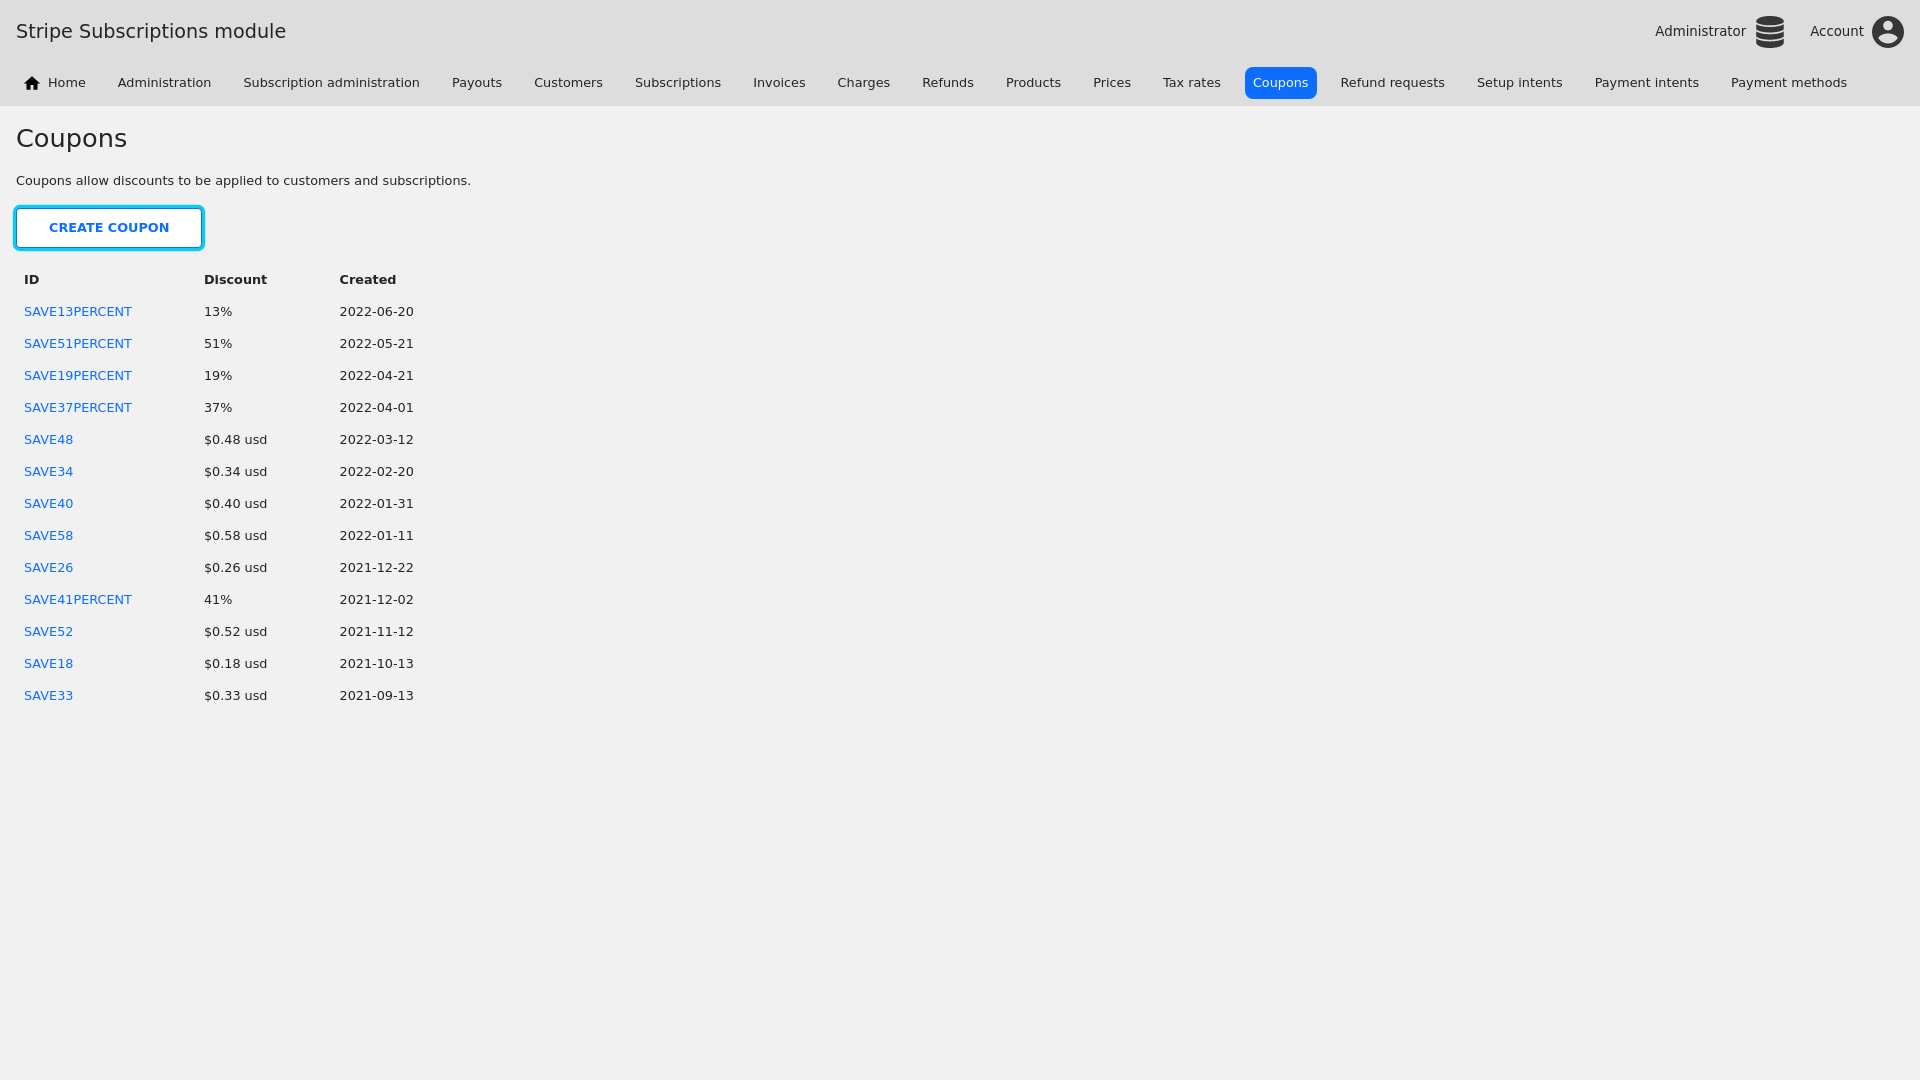 Stripe Subscriptions module
Administrator Account
Home Administration Subscription administration Payouts Customers Subscriptions Invoices Charges Refunds Products Prices Tax rates Coupons Refund requests Setup intents Payment intents Payment methods
Coupons
Coupons allow discounts to be applied to customers and subscriptions.
CREATE COUPON
ID Discount Created
SAVE13PERCENT 13% 2022-06-20
SAVE51PERCENT 51% 2022-05-21
SAVE19PERCENT 19% 2022-04-21
SAVE37PERCENT 37% 2022-04-01
SAVE48 $0.48 usd 2022-03-12
SAVE34 $0.34 usd 2022-02-20
SAVE40 $0.40 usd 2022-01-31
SAVE58 $0.58 usd 2022-01-11
SAVE26 $0.26 usd 2021-12-22
SAVE41PERCENT 41% 2021-12-02
SAVE52 $0.52 usd 2021-11-12
SAVE18 $0.18 usd 2021-10-13
SAVE33 $0.33 usd 2021-09-13